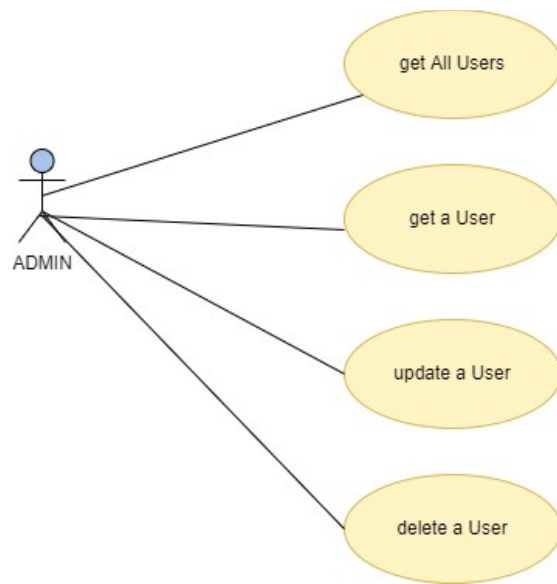 get All Users
get a User
ADMIN
update a User
delete a User